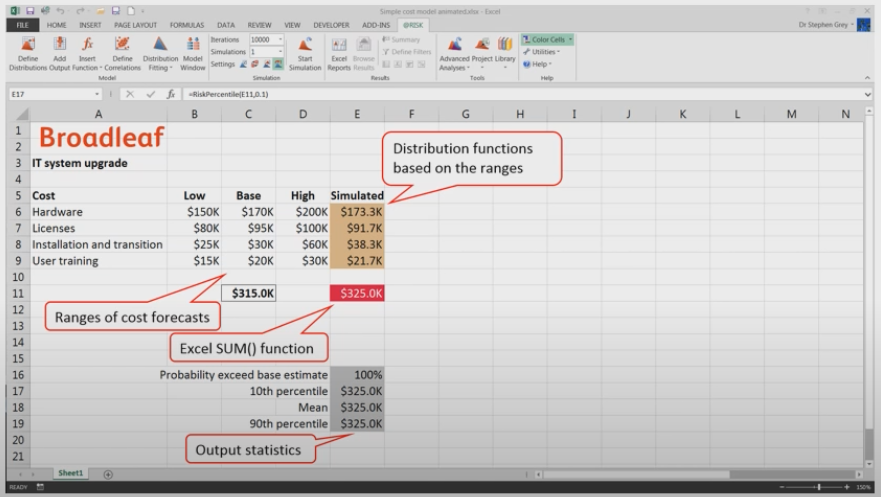 Simple cost model animated.xlsx - Excel
FILE HOME INSERT PAGE LAYOUT FORMULAS DATA REVIEW VIEW DEVELOPER ADD-INS @RISK Dr Stephen Grey
Define Distributions
Add Output
Insert Function
Define Correlations
Distribution Fitting
Model Window
Model
Iterations 10000
Simulations 1
Settings
Start Simulation
Simulation
Excel Reports
Browse Results
Summary
Define Filters
Results
Advanced Analyses
Project
Library
Tools
Color Cells
Utilities
Help
Help
E17 fx =RiskPercentile(E11,0.1)
A B C D E F G H I J K L M N
1
2 Broadleaf
3 IT system upgrade
4
5 Cost Low Base High Simulated
6 Hardware $150K $170K $200K $173.3K
7 Licenses $80K $95K $100K $91.7K
8 Installation and transition $25K $30K $60K $38.3K
9 User training $15K $20K $30K $21.7K
10
11 $315.0K $325.0K
12
13
14
15
16 Probability exceed base estimate 100%
17 10th percentile $325.0K
18 Mean $325.0K
19 90th percentile $325.0K
20
21
Distribution functions
based on the ranges
Ranges of cost forecasts
Excel SUM() function
Output statistics
Sheet1
READY 150%